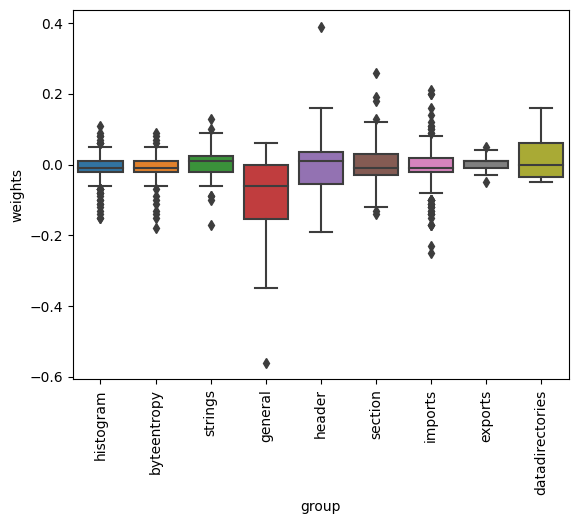 0.4
0.2
0.0
−0.2
−0.4
−0.6
weights
histogram
byteentropy
strings
general
header
section
imports
exports
datadirectories
group